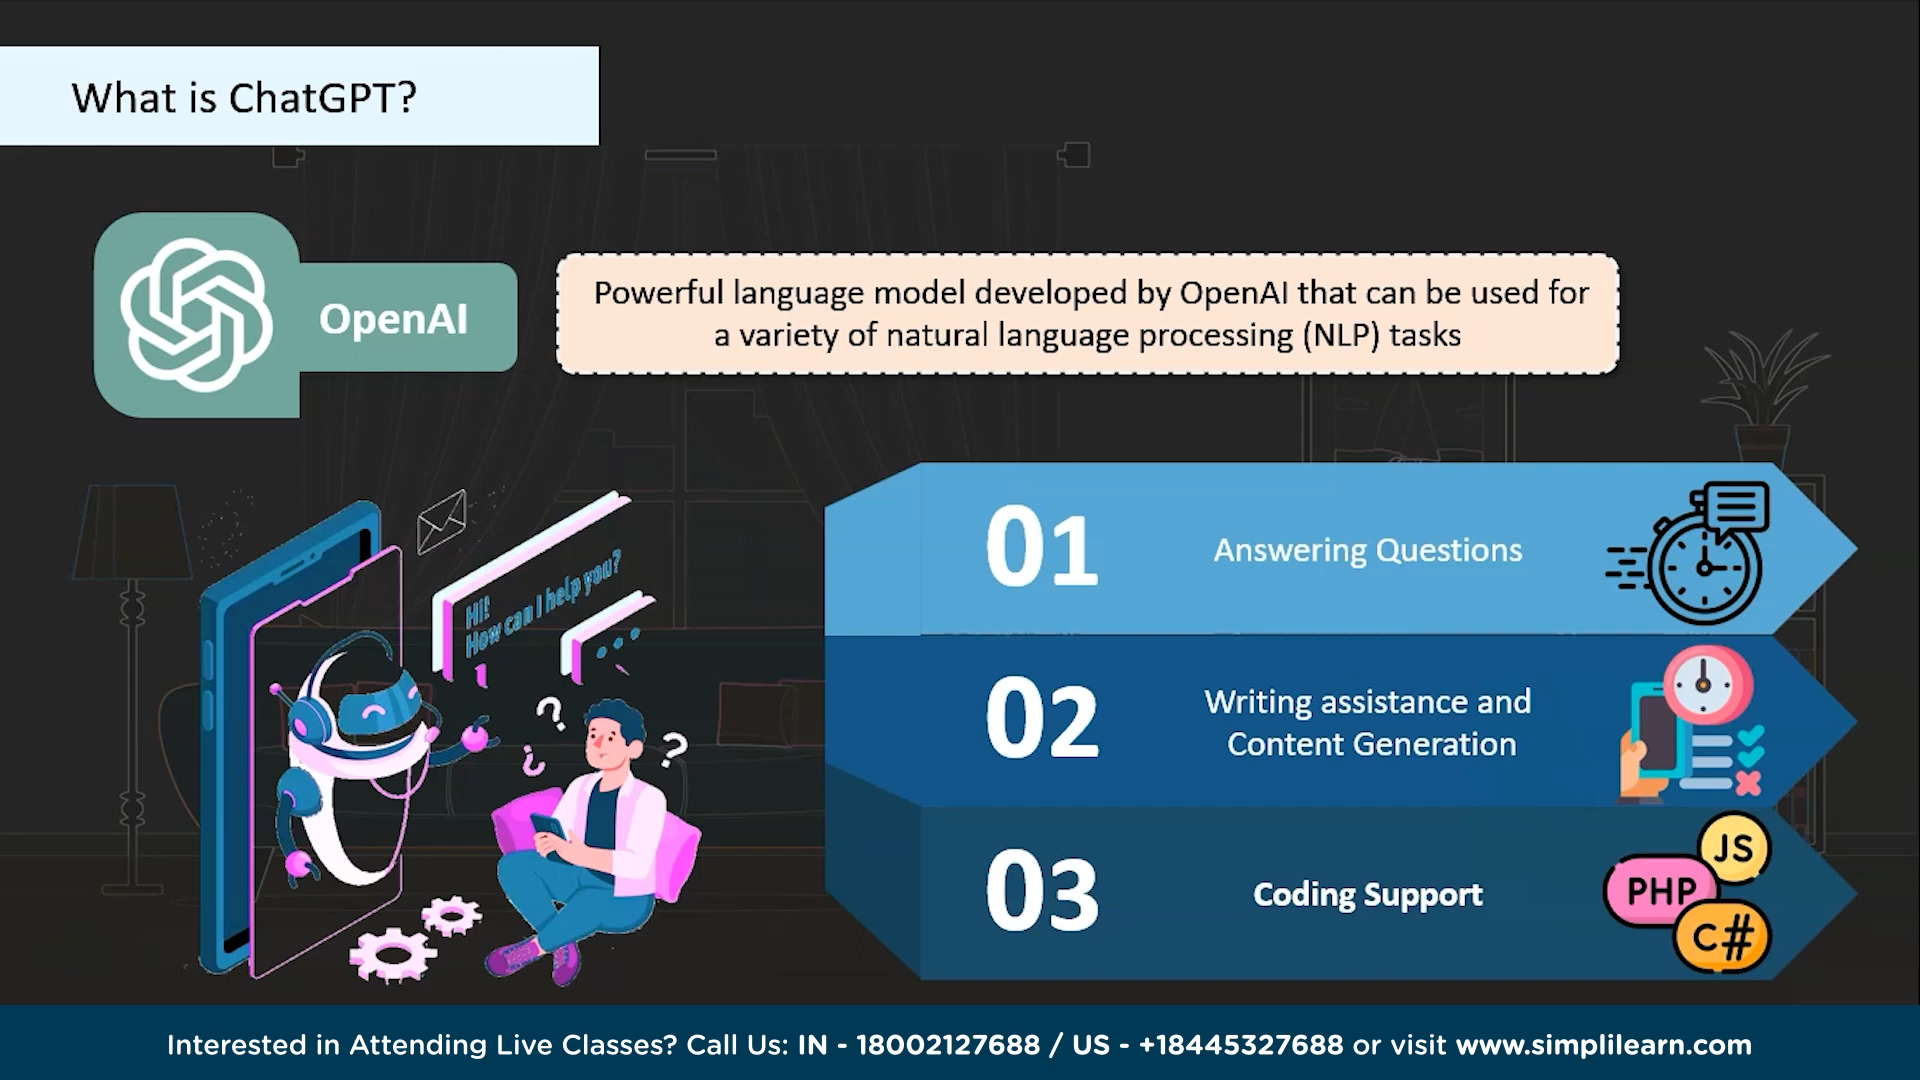 What is ChatGPT?
OpenAI
Powerful language model developed by OpenAI that can be used for
a variety of natural language processing (NLP) tasks
Hi!
How can I help you?
01
Answering Questions
02
Writing assistance and
Content Generation
03
Coding Support
JS
PHP
C#
Interested in Attending Live Classes? Call Us: IN - 18002127688 / US - +18445327688 or visit www.simplilearn.com